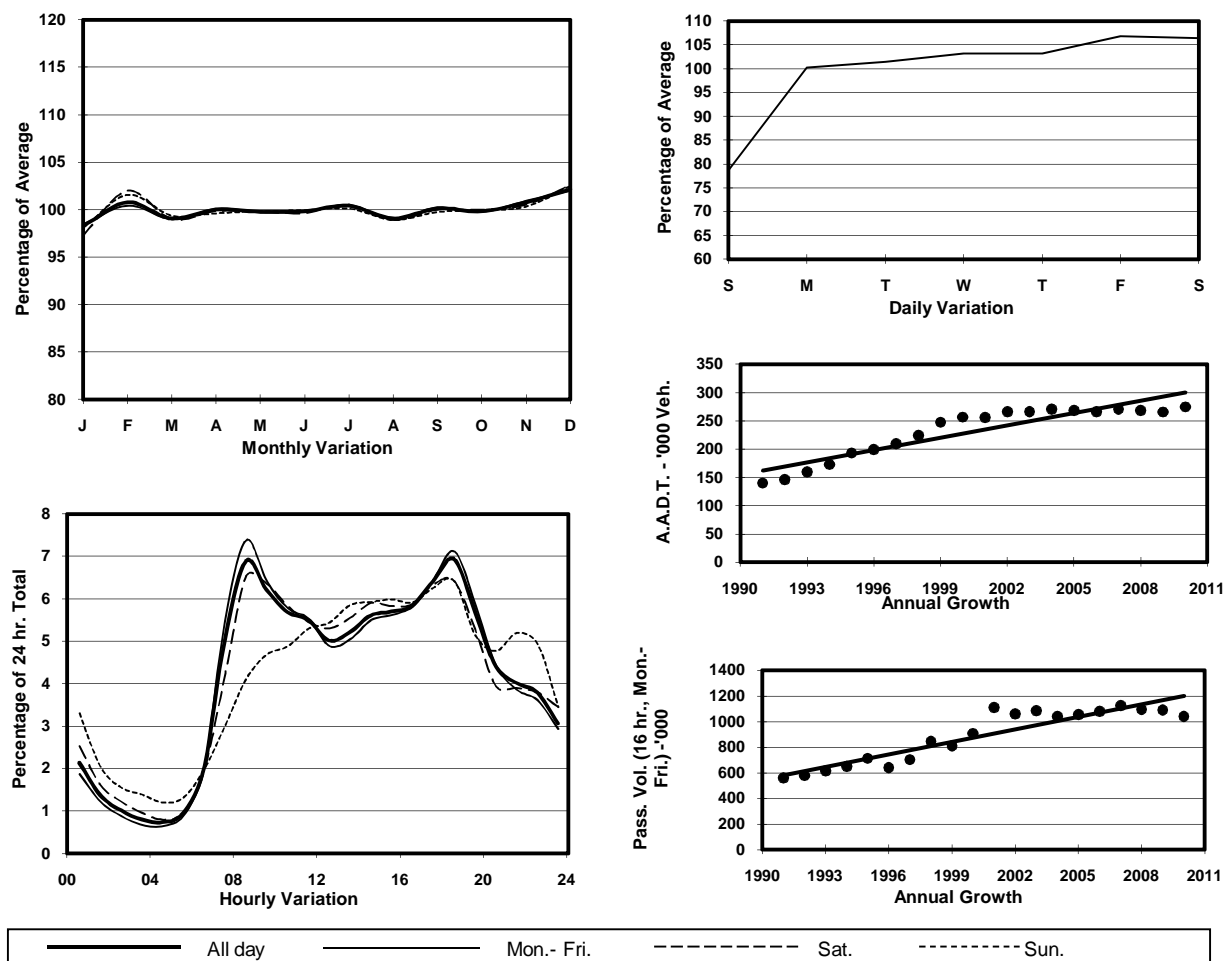 Percentage of Average
120
115
110
105
100
95
90
85
80
J F M A M J J A S O N D
Monthly Variation
Percentage of Average
110
105
100
95
90
85
80
75
70
65
60
S M T W T F S
Daily Variation
A.A.D.T. - '000 Veh.
350
300
250
200
150
100
50
0
1990 1993 1996 1999 2002 2005 2008 2011
Annual Growth
Percentage of 24 hr. Total
8
7
6
5
4
3
2
1
0
00 04 08 12 16 20 24
Hourly Variation
Pass. Vol. (16 hr., Mon.-
Fri.) -'000
1400
1200
1000
800
600
400
200
0
1990 1993 1996 1999 2002 2005 2008 2011
Annual Growth
All day Mon.- Fri. Sat. Sun.